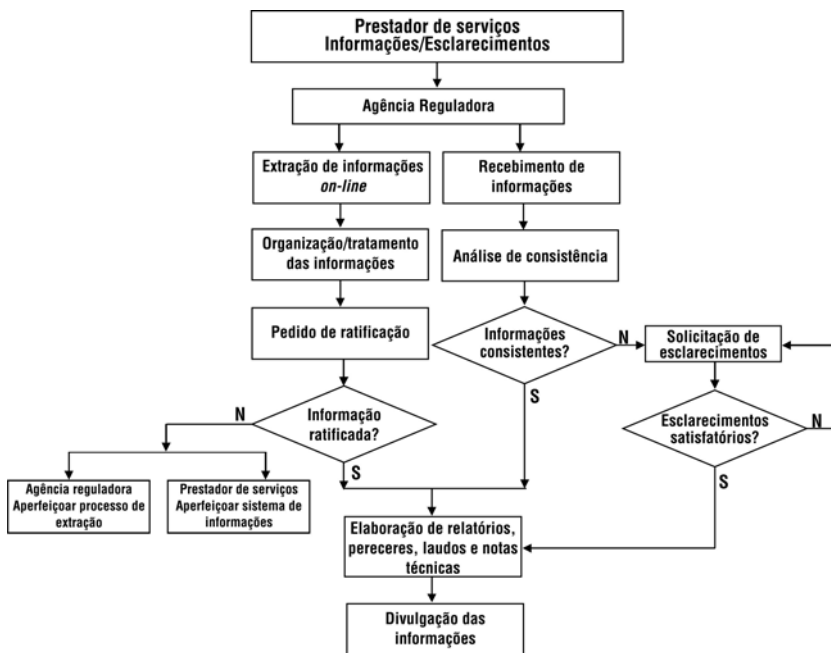 Prestador de serviços
Informações/Esclarecimentos
Agência Reguladora
Extração de informações
on-line
Recebimento de
informações
Organização/tratamento
das informações
Análise de consistência
Pedido de ratificação
Informações
consistentes?
N
Solicitação de
esclarecimentos
S
Informação
ratificada?
N
S
Esclarecimentos
satisfatórios?
N
S
Agência reguladora
Aperfeiçoar processo de
extração
Prestador de serviços
Aperfeiçoar sistema de
informações
Elaboração de relatórios,
pereceres, laudos e notas
técnicas
Divulgação das
informações